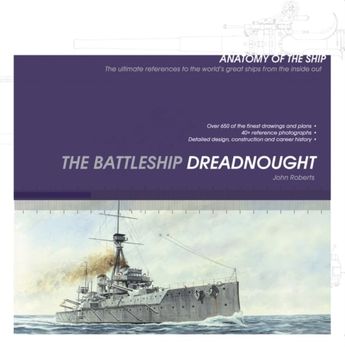 ANATOMY OF THE SHIP
The ultimate references to the world's great ships from the inside out
Over 650 of the finest drawings and plans •
40+ reference photographs •
Detailed design, construction and career history •
THE BATTLESHIP DREADNOUGHT
John Roberts